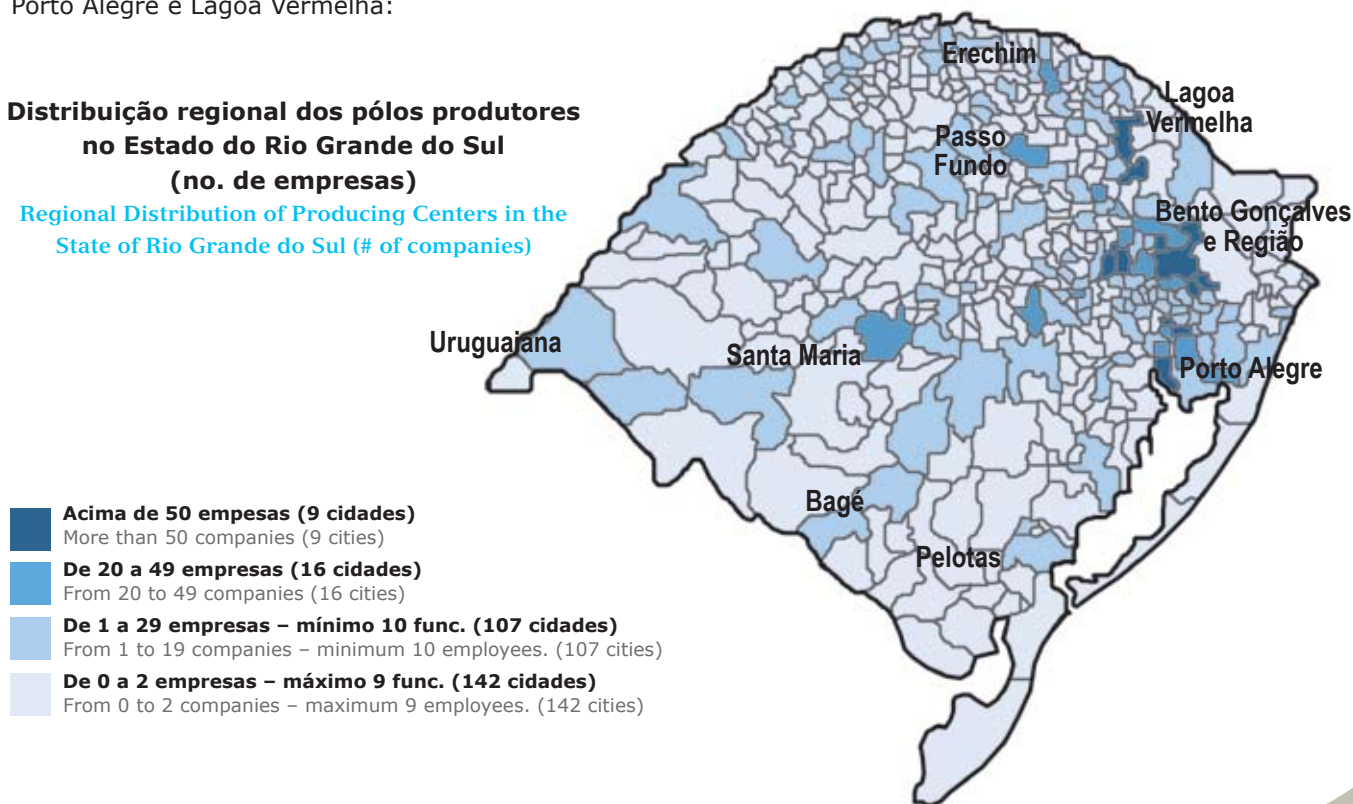 Porto Alegre e Lagoa Vermelha:
Distribuição regional dos pólos produtores
no Estado do Rio Grande do Sul
(no. de empresas)
Regional Distribution of Producing Centers in the
State of Rio Grande do Sul (# of companies)
Erechim
Lagoa
Vermelha
Passo
Fundo
Bento Gonçalves
e Região
Uruguaiana
Santa Maria
Porto Alegre
Bagé
Pelotas
Acima de 50 empesas (9 cidades)
More than 50 companies (9 cities)
De 20 a 49 empresas (16 cidades)
From 20 to 49 companies (16 cities)
De 1 a 29 empresas – mínimo 10 func. (107 cidades)
From 1 to 19 companies – minimum 10 employees. (107 cities)
De 0 a 2 empresas – máximo 9 func. (142 cidades)
From 0 to 2 companies – maximum 9 employees. (142 cities)